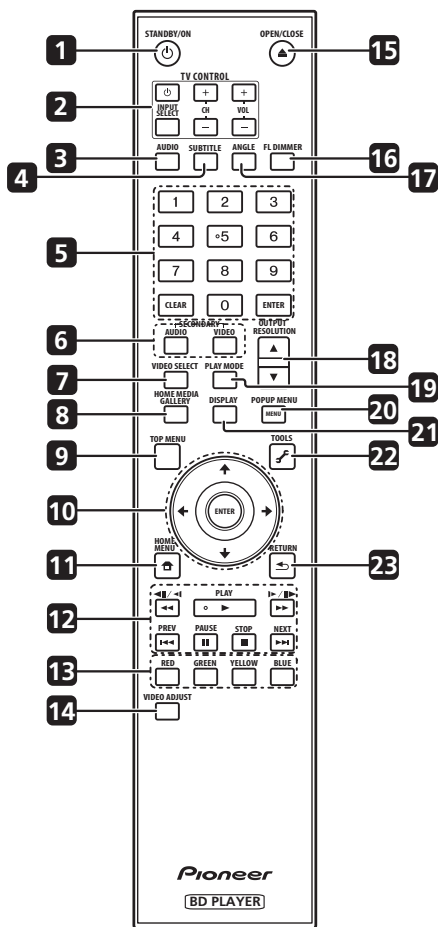 STANDBY/ON OPEN/CLOSE
1 15
TV CONTROL
2 + +
INPUT SELECT CH VOL
– –
3 AUDIO SUBTITLE ANGLE FL DIMMER 16
4 17
1 2 3
4 5 6
5
7 8 9
CLEAR 0 ENTER
SECONDARY OUTPUT
6 AUDIO VIDEO RESOLUTION
18
7 VIDEO SELECT PLAY MODE 19
8 HOME MEDIA GALLERY DISPLAY POPUP MENU 20
MENU
21
9 TOP MENU TOOLS 22
10 ENTER
11 HOME MENU RETURN 23
12 PLAY
PREV PAUSE STOP NEXT
13 RED GREEN YELLOW BLUE
14 VIDEO ADJUST
Pioneer
BD PLAYER